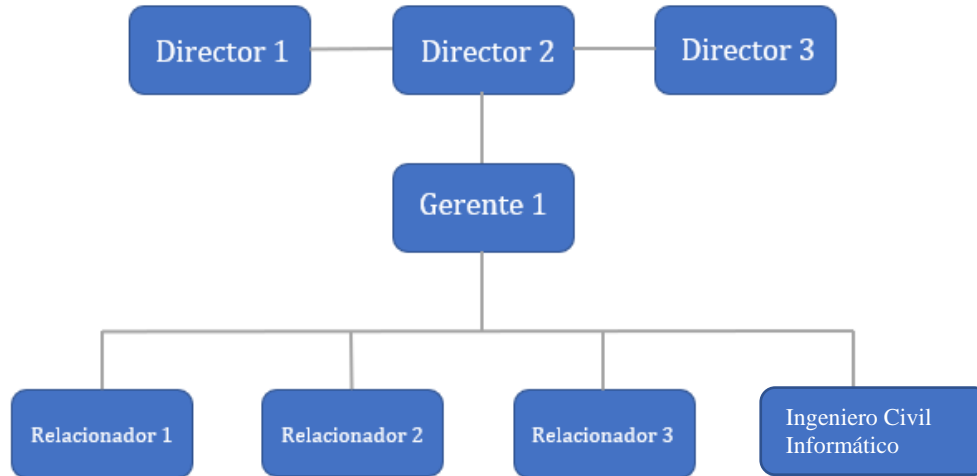 Director 1
Director 2
Director 3
Gerente 1
Relacionador 1
Relacionador 2
Relacionador 3
Ingeniero Civil
Informático